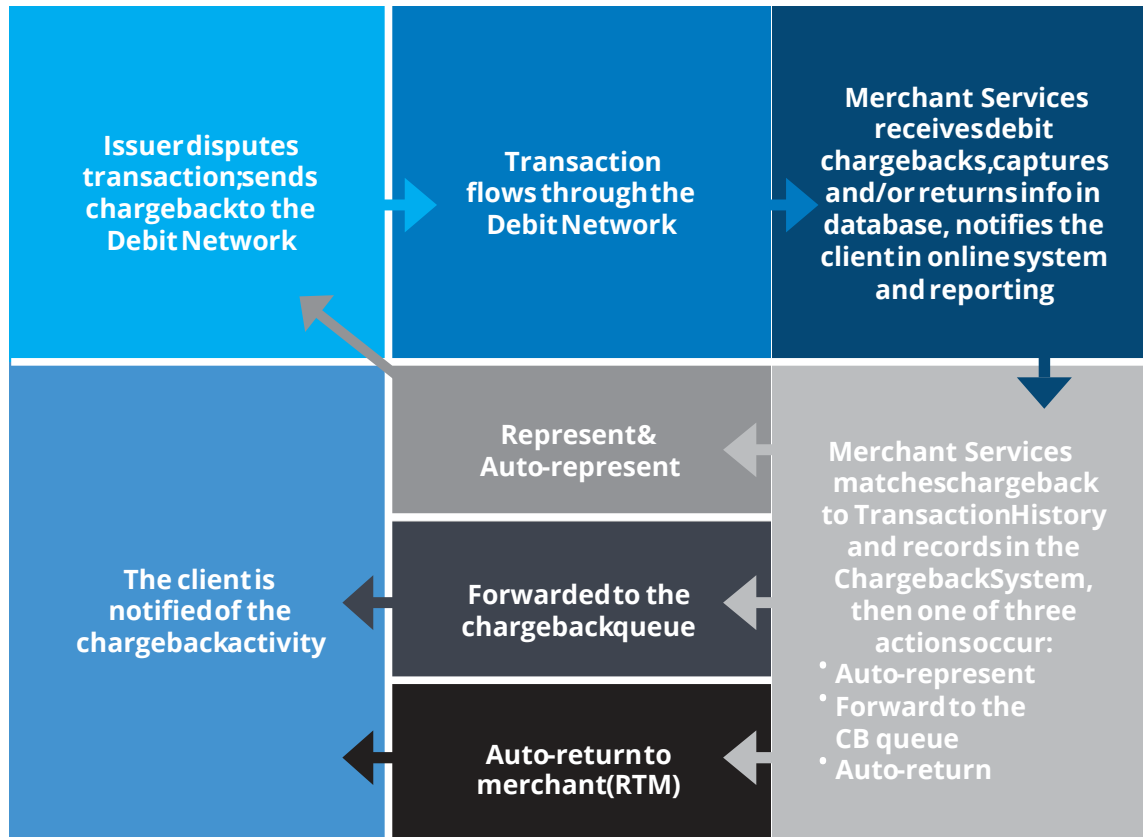 Issuer disputes
transaction; sends
chargeback to the
Debit Network
Transaction
flows through the
Debit Network
Merchant Services
receives debit
chargebacks, captures
and/or returns info in
database, notifies the
client in online system
and reporting
Represent &
Auto-represent
Merchant Services
matches chargeback
to Transaction History
and records in the
Chargeback System,
then one of three
actions occur:
• Auto-represent
• Forward to the
CB queue
• Auto-return
The client is
notified of the
chargeback activity
Forwarded to the
chargeback queue
Auto-return to
merchant (RTM)